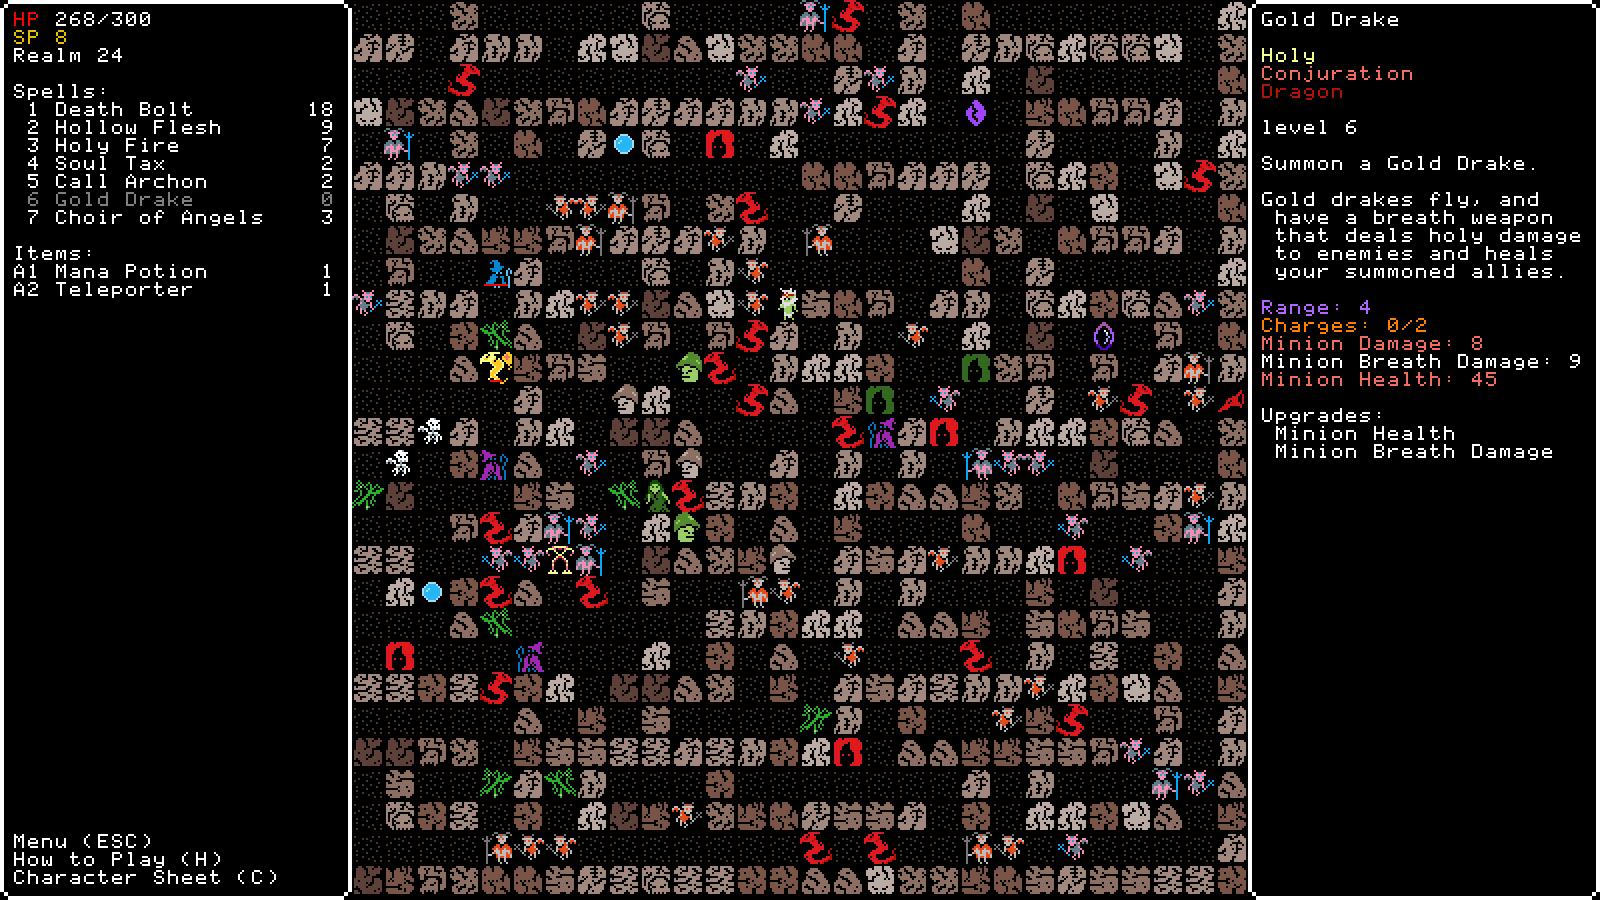 HP 268/300
SP 8
Realm 24
Spells:
1 Death Bolt 18
2 Hollow Flesh 9
3 Holy Fire 7
4 Soul Tax 2
5 Call Archon 2
6 Gold Drake 0
7 Choir of Angels 3
Items:
A1 Mana Potion 1
A2 Teleporter 1
Menu (ESC)
How to Play (H)
Character Sheet (C)
Gold Drake
Holy
Conjuration
Dragon
level 6
Summon a Gold Drake.
Gold drakes fly, and
have a breath weapon
that deals holy damage
to enemies and heals
your summoned allies.
Range: 4
Charges: 0/2
Minion Damage: 8
Minion Breath Damage: 9
Minion Health: 45
Upgrades:
Minion Health
Minion Breath Damage